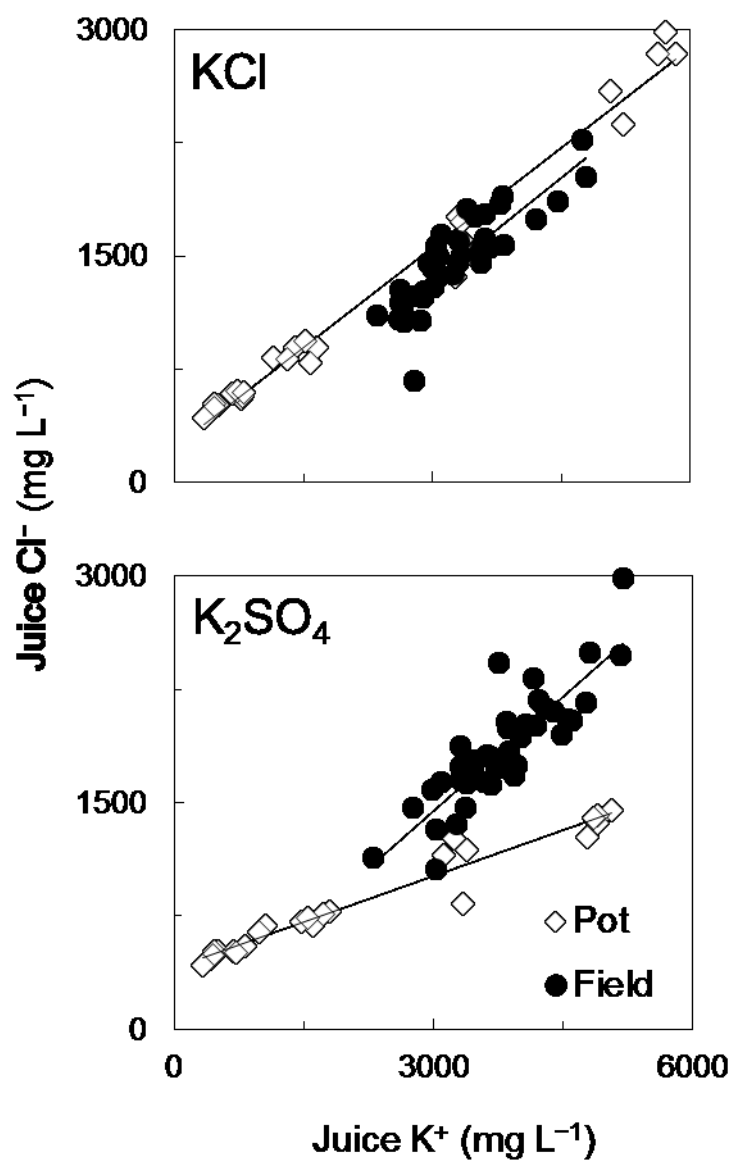 3000
KCl
1500
0
Juice Cl⁻ (mg L⁻¹)
3000
K₂SO₄
1500
Pot
Field
0
0 3000 6000
Juice K⁺ (mg L⁻¹)